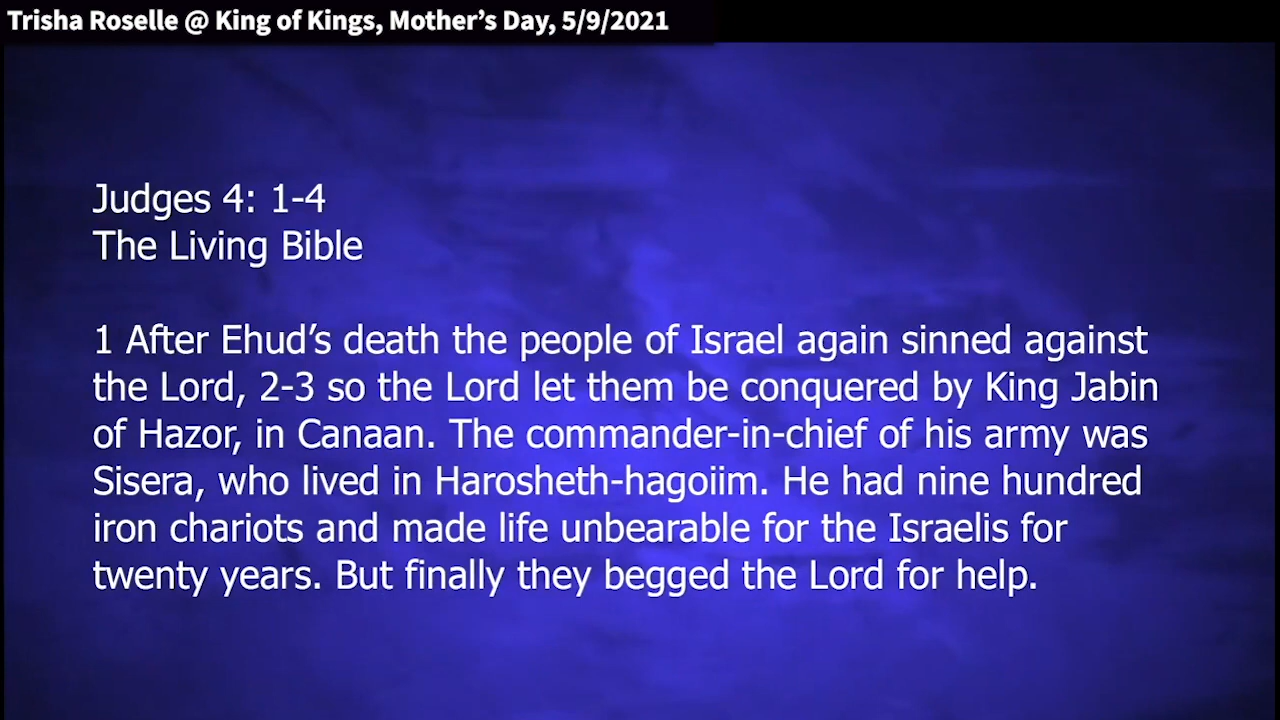 Trisha Roselle @ King of Kings, Mother’s Day, 5/9/2021
Judges 4: 1-4
The Living Bible
1 After Ehud’s death the people of Israel again sinned against
the Lord, 2-3 so the Lord let them be conquered by King Jabin
of Hazor, in Canaan. The commander-in-chief of his army was
Sisera, who lived in Harosheth-hagoiim. He had nine hundred
iron chariots and made life unbearable for the Israelis for
twenty years. But finally they begged the Lord for help.